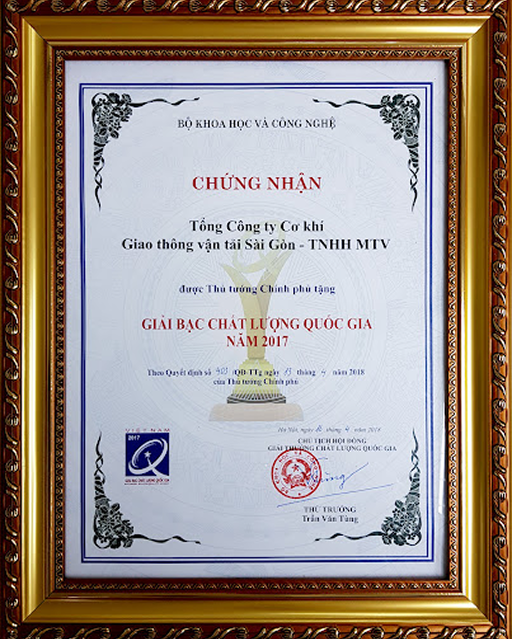 BỘ KHOA HỌC VÀ CÔNG NGHỆ
CHỨNG NHẬN
Tổng Công ty Cơ khí
Giao thông vận tải Sài Gòn - TNHH MTV
được Thủ tướng Chính phủ tặng
GIẢI BẠC CHẤT LƯỢNG QUỐC GIA
NĂM 2017
Theo Quyết định số 403 /QĐ-TTg ngày 13 tháng 4 năm 2018
của Thủ tướng Chính phủ
Hà Nội, ngày tháng 4 năm 2018
CHỦ TỊCH HỘI ĐỒNG
GIẢI THƯỞNG CHẤT LƯỢNG QUỐC GIA
VIET NAM
2017
THỨ TRƯỞNG
Trần Văn Tùng